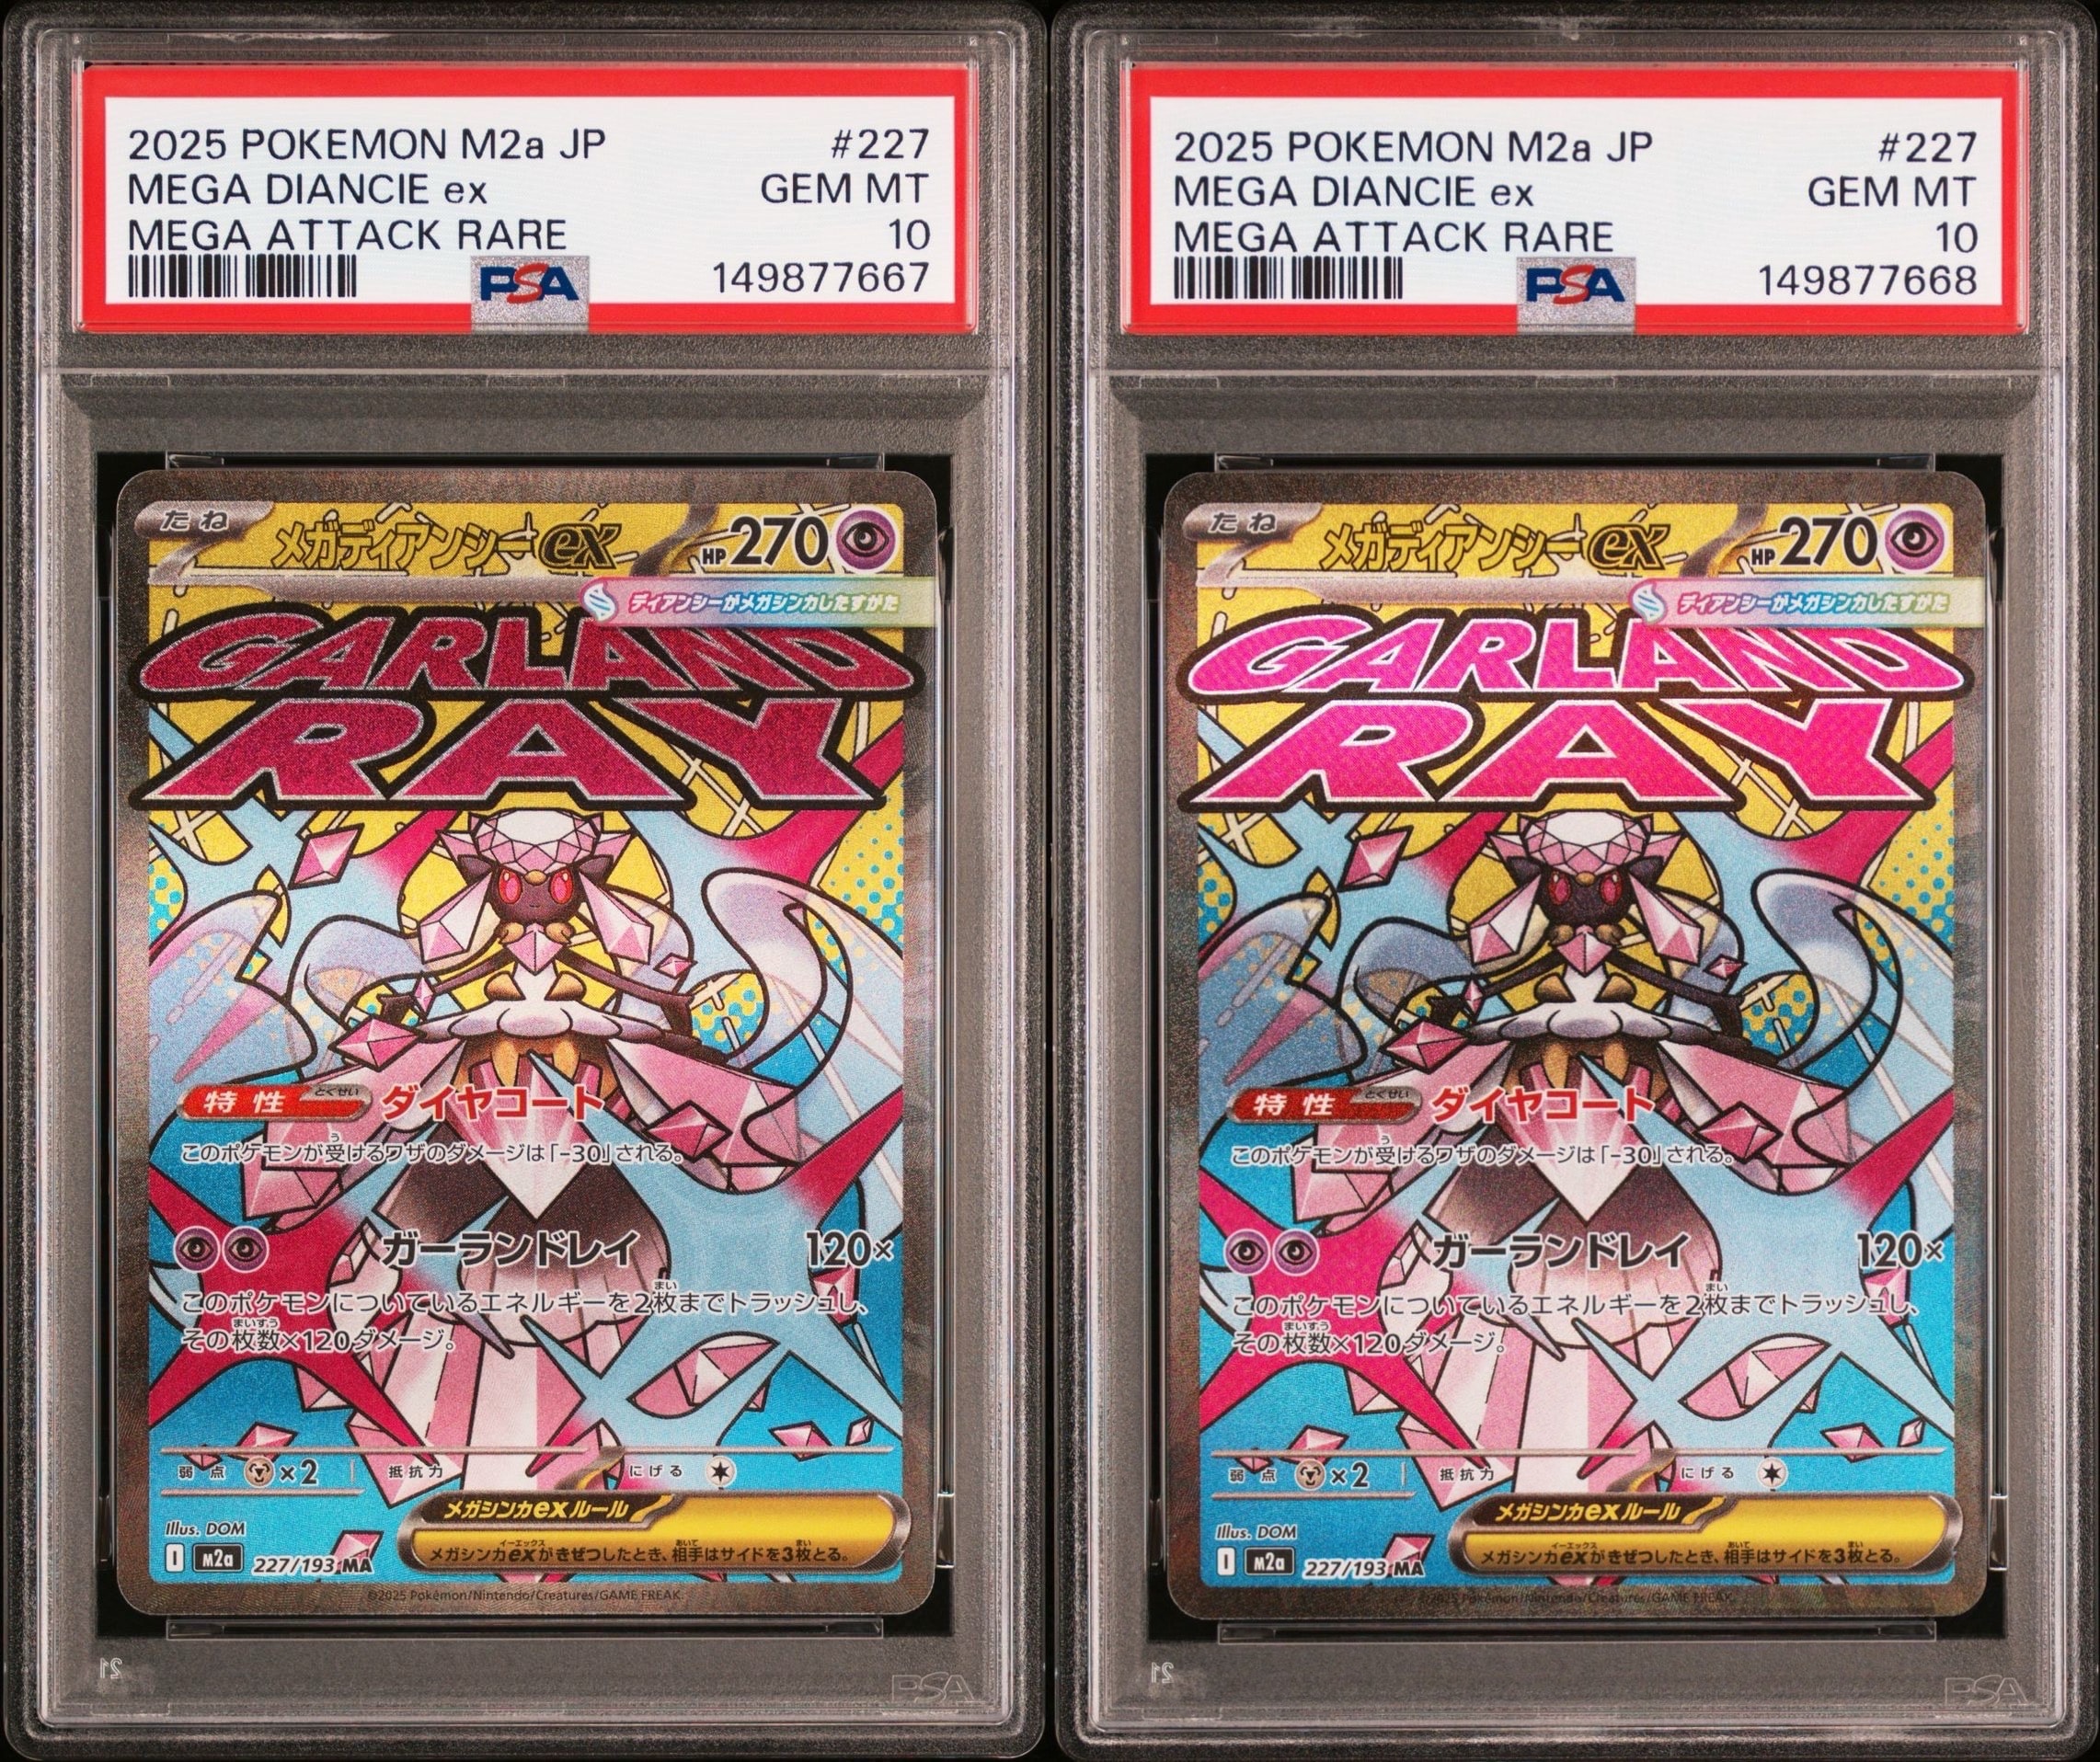 2025 POKEMON M2a JP #227
MEGA DIANCIE ex GEM MT
MEGA ATTACK RARE 10
PSA 149877667
たね メガディアンシーex HP270
ディアンシーがメガシンカしたすがた
GARLAND
RAY
特性 とくせい ダイヤコート
このポケモンが受けるワザのダメージは「-30」される。
ガーランドレイ 120×
このポケモンについているエネルギーを2枚までトラッシュし、
その枚数×120ダメージ。
弱点 ×2 抵抗力 にげる
メガシンカexルール
メガシンカexがきぜつしたとき、相手はサイドを3枚とる。
Illus. DOM
I M2a 227/193 MA
©2025 Pokémon/Nintendo/Creatures/GAME FREAK.
21 PSA
2025 POKEMON M2a JP #227
MEGA DIANCIE ex GEM MT
MEGA ATTACK RARE 10
PSA 149877668
たね メガディアンシーex HP270
ディアンシーがメガシンカしたすがた
GARLAND
RAY
特性 とくせい ダイヤコート
このポケモンが受けるワザのダメージは「-30」される。
ガーランドレイ 120×
このポケモンについているエネルギーを2枚までトラッシュし、
その枚数×120ダメージ。
弱点 ×2 抵抗力 にげる
メガシンカexルール
メガシンカexがきぜつしたとき、相手はサイドを3枚とる。
Illus. DOM
I M2a 227/193 MA
©2025 Pokémon/Nintendo/Creatures/GAME FREAK.
21 PSA